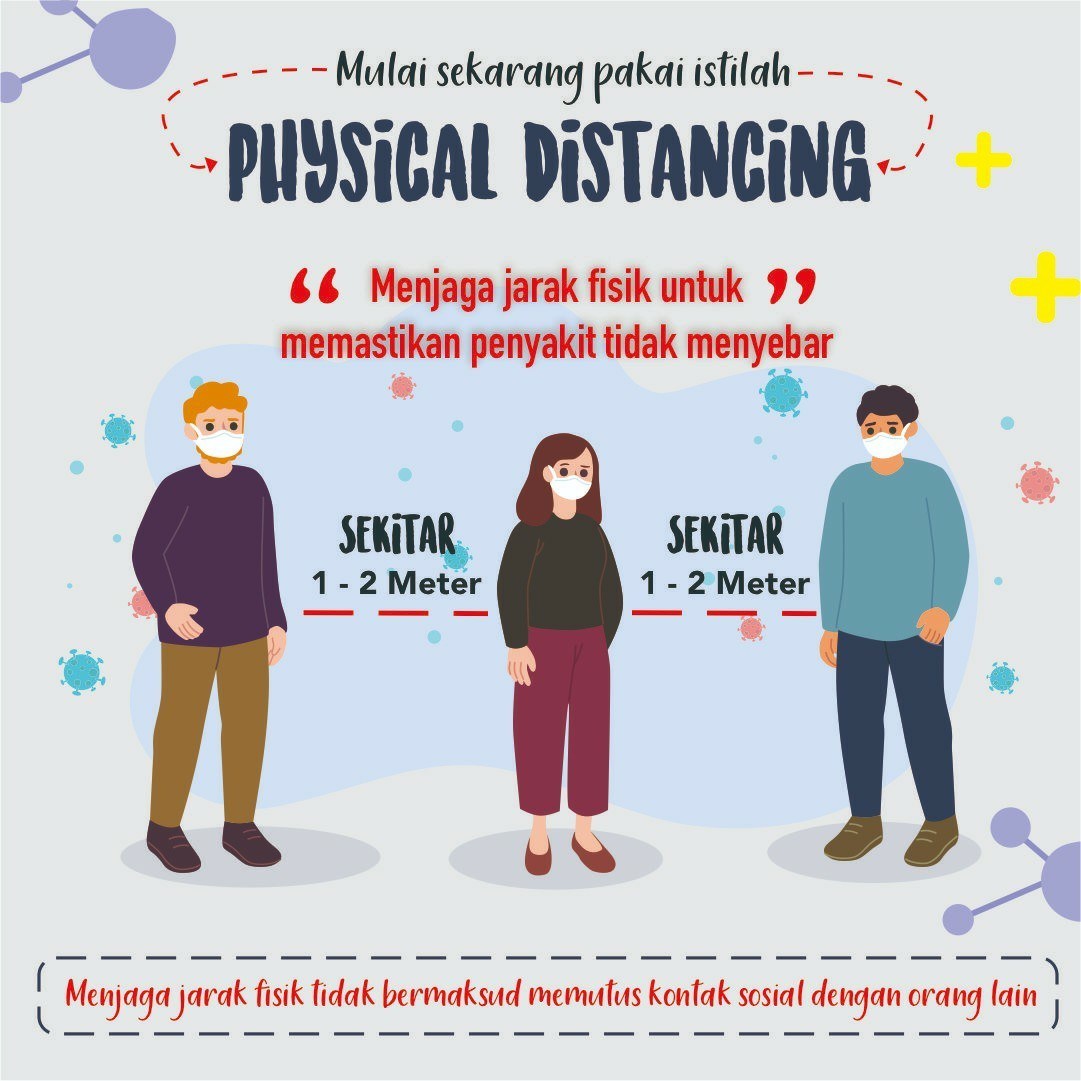 Mulai sekarang pakai istilah
PHYSiCAL DiSTANCiNG
“ Menjaga jarak fisik untuk ”
memastikan penyakit tidak menyebar
SEKiTAR
1 - 2 Meter
SEKiTAR
1 - 2 Meter
Menjaga jarak fisik tidak bermaksud memutus kontak sosial dengan orang lain